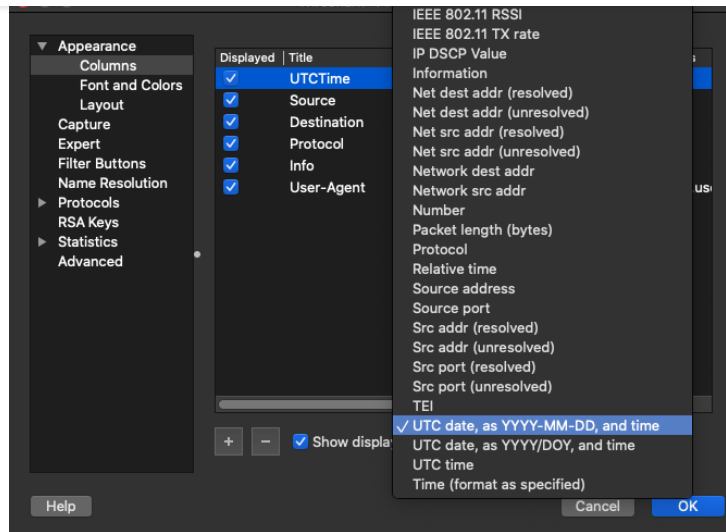 Appearance
Columns
Font and Colors
Layout
Capture
Expert
Filter Buttons
Name Resolution
Protocols
RSA Keys
Statistics
Advanced
Displayed Title
UTCTime
Source
Destination
Protocol
Info
User-Agent
IEEE 802.11 RSSI
IEEE 802.11 TX rate
IP DSCP Value
Information
Net dest addr (resolved)
Net dest addr (unresolved)
Net src addr (resolved)
Net src addr (unresolved)
Network dest addr
Network src addr
Number
Packet length (bytes)
Protocol
Relative time
Source address
Source port
Src addr (resolved)
Src addr (unresolved)
Src port (resolved)
Src port (unresolved)
TEI
UTC date, as YYYY-MM-DD, and time
UTC date, as YYYY/DOY, and time
UTC time
Time (format as specified)
+ − Show displa
Help
Cancel OK